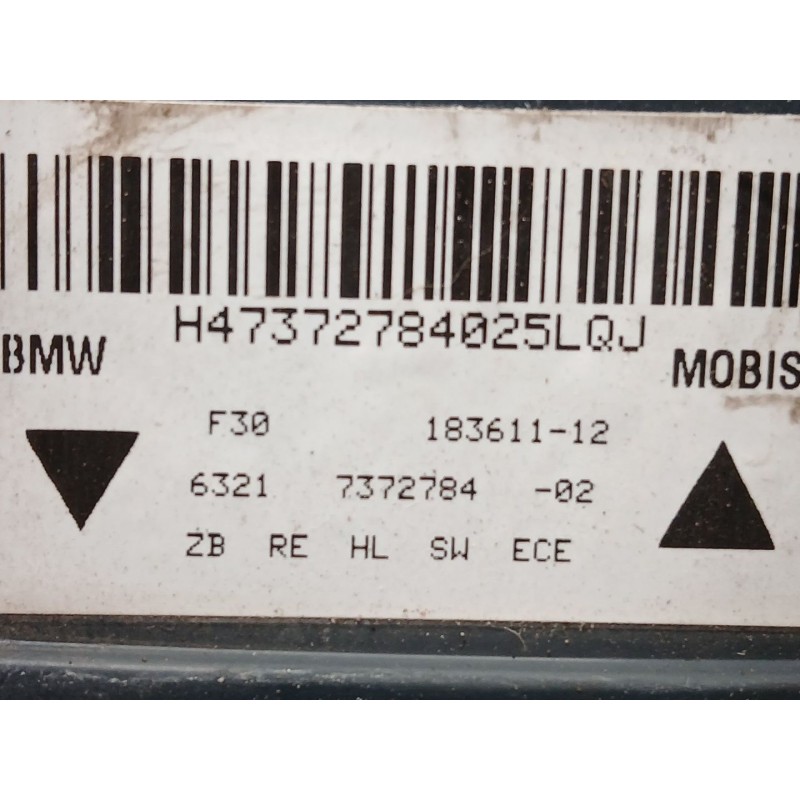 H47372784025LQJ
BMW MOBIS
F30 183611-12
6321 7372784 -02
ZB RE HL SW ECE